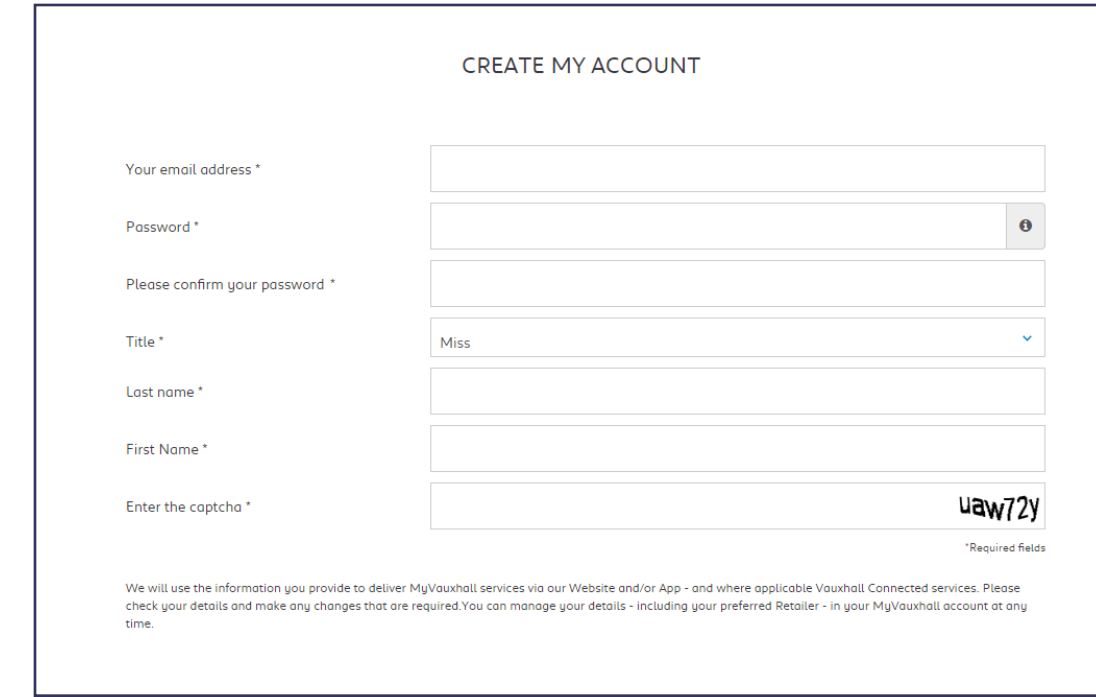 CREATE MY ACCOUNT
Your email address *
Password *
Please confirm your password *
Title *
Miss
Last name *
First Name *
Enter the captcha *
uaw72y
*Required fields
We will use the information you provide to deliver MyVauxhall services via our Website and/or App - and where applicable Vauxhall Connected services. Please
check your details and make any changes that are required.You can manage your details - including your preferred Retailer - in your MyVauxhall account at any
time.